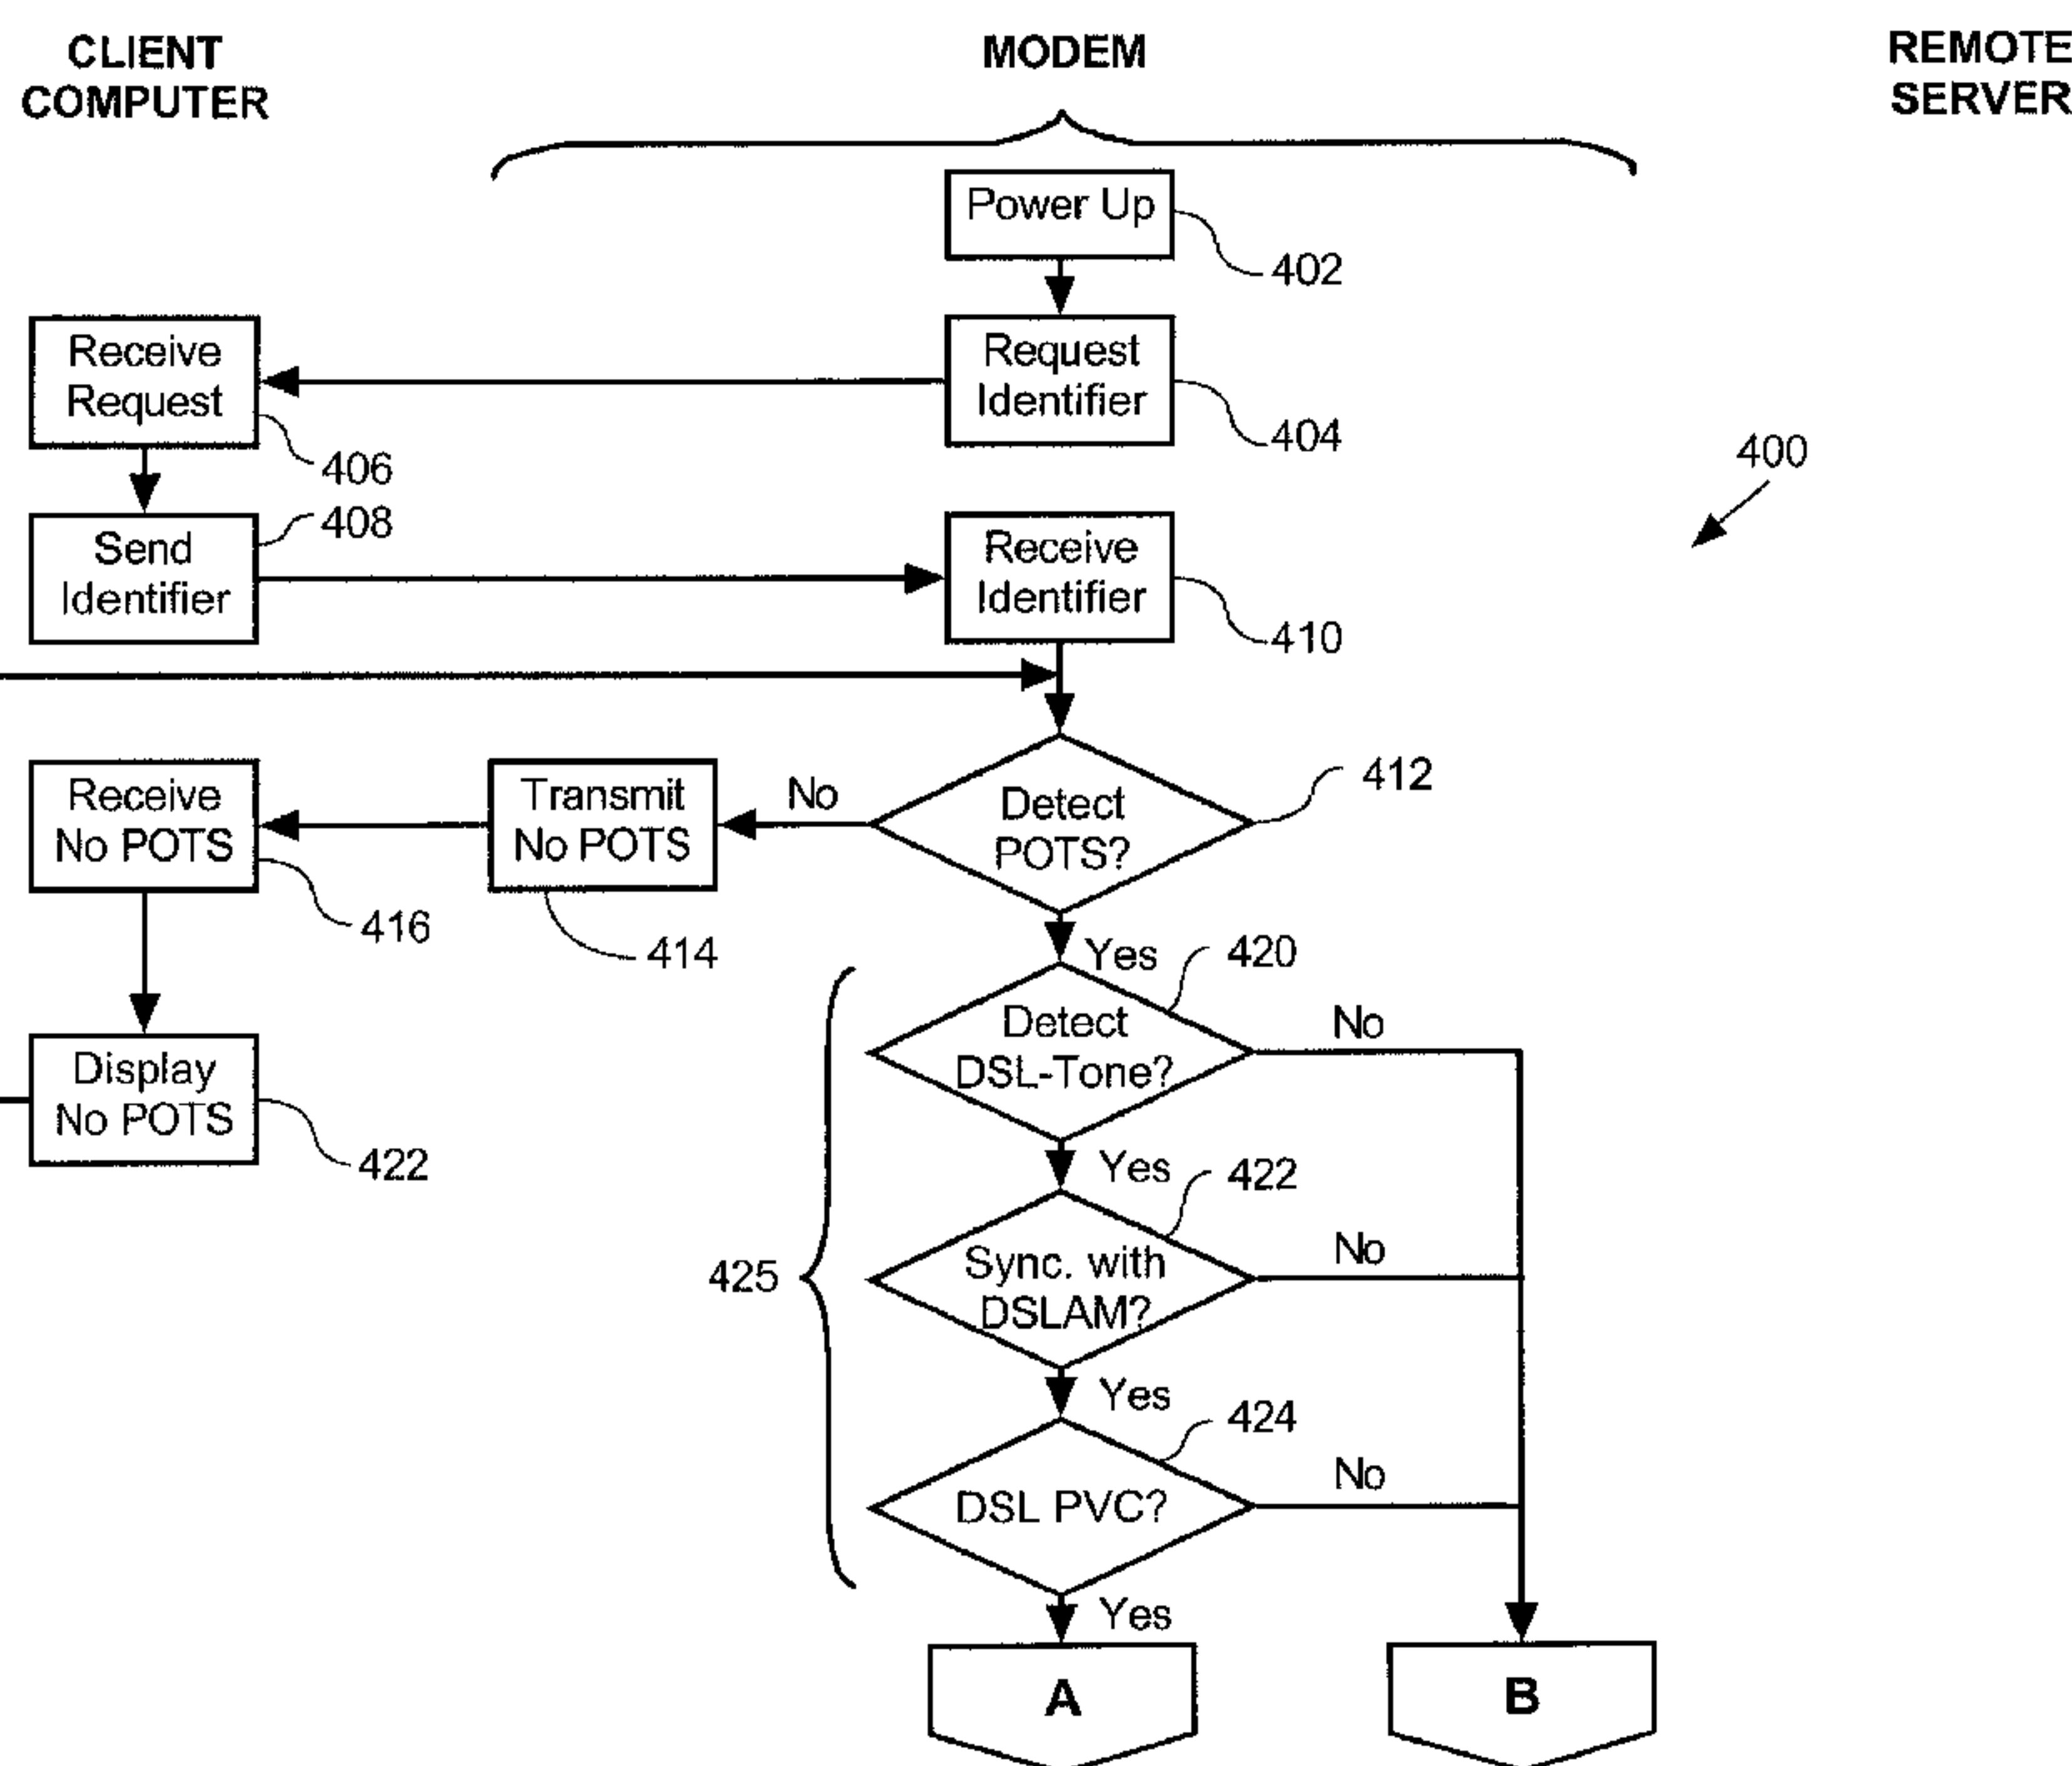 CLIENT
COMPUTER
MODEM
REMOTE
SERVER
Power Up
402
Receive
Request
406
Request
Identifier
404
400
Send
Identifier
408
Receive
Identifier
410
Receive
No POTS
416
Transmit
No POTS
414
No
Detect
POTS?
412
Yes
Display
No POTS
422
425
Detect
DSL-Tone?
420
No
Yes
Sync. with
DSLAM?
422
No
Yes
DSL PVC?
424
No
Yes
A
B